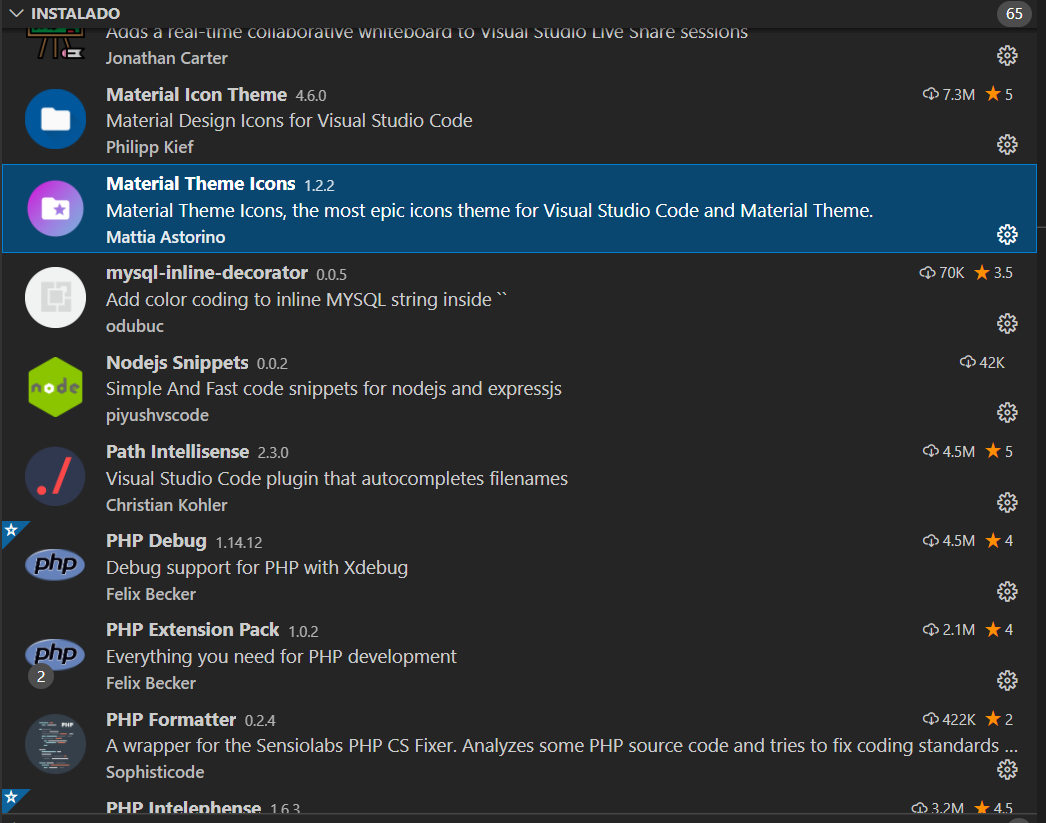 INSTALADO 65
Adds a real-time collaborative whiteboard to Visual Studio Live Share sessions
Jonathan Carter
Material Icon Theme 4.6.0 7.3M 5
Material Design Icons for Visual Studio Code
Philipp Kief
Material Theme Icons 1.2.2
Material Theme Icons, the most epic icons theme for Visual Studio Code and Material Theme.
Mattia Astorino
mysql-inline-decorator 0.0.5 70K 3.5
Add color coding to inline MYSQL string inside ``
odubuc
node
Nodejs Snippets 0.0.2 42K
Simple And Fast code snippets for nodejs and expressjs
piyushvscode
./
Path Intellisense 2.3.0 4.5M 5
Visual Studio Code plugin that autocompletes filenames
Christian Kohler
php
PHP Debug 1.14.12 4.5M 4
Debug support for PHP with Xdebug
Felix Becker
php
2
PHP Extension Pack 1.0.2 2.1M 4
Everything you need for PHP development
Felix Becker
PHP
PHP Formatter 0.2.4 422K 2
A wrapper for the Sensiolabs PHP CS Fixer. Analyzes some PHP source code and tries to fix coding standards ...
Sophisticode
PHP Intelephense 1.6.3 3.2M 4.5